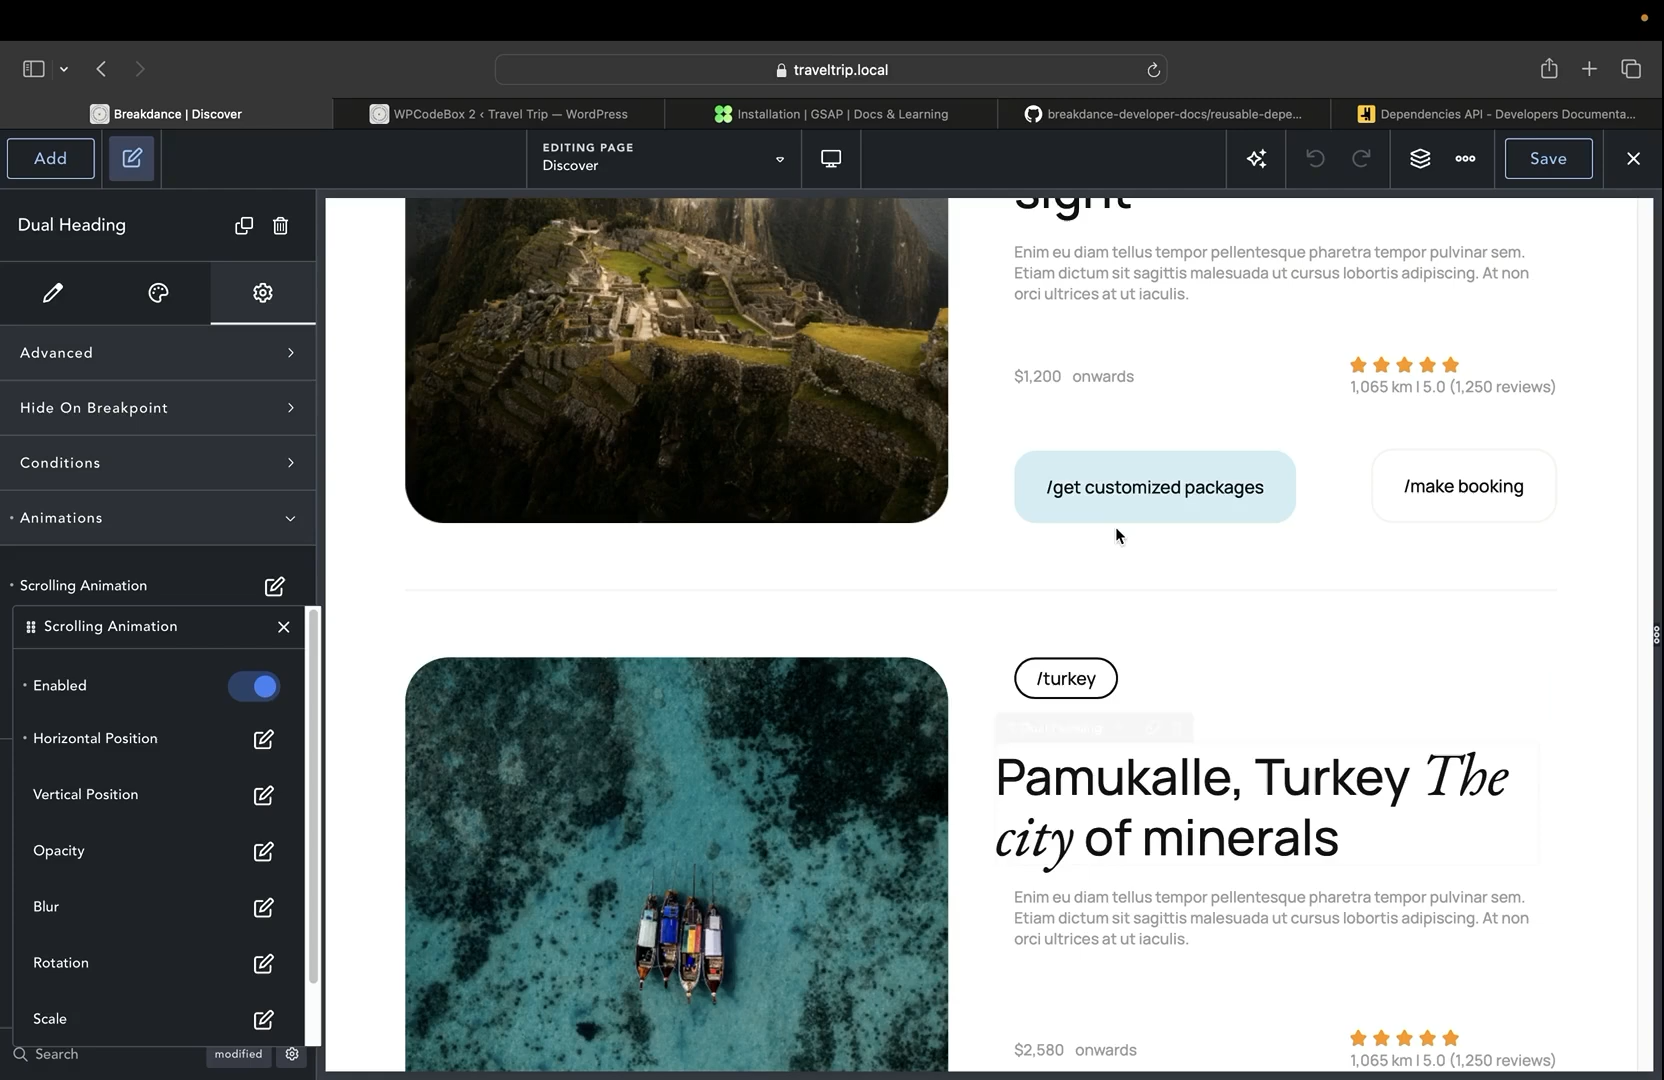 traveltrip.local
Breakdance | Discover
WPCodeBox 2 ‹ Travel Trip — WordPress
Installation | GSAP | Docs & Learning
breakdance-developer-docs/reusable-depe...
Dependencies API - Developers Documenta...
Add
EDITING PAGE
Discover
Save
Dual Heading
Advanced
Hide On Breakpoint
Conditions
Animations
Scrolling Animation
Scrolling Animation
Enabled
Horizontal Position
Vertical Position
Opacity
Blur
Rotation
Scale
Search
modified
sight
Enim eu diam tellus tempor pellentesque pharetra tempor pulvinar sem.
Etiam dictum sit sagittis malesuada ut cursus lobortis adipiscing. At non
orci ultrices at ut iaculis.
$1,200 onwards
1,065 km | 5.0 (1,250 reviews)
/get customized packages
/make booking
/turkey
Pamukalle, Turkey The
city of minerals
Enim eu diam tellus tempor pellentesque pharetra tempor pulvinar sem.
Etiam dictum sit sagittis malesuada ut cursus lobortis adipiscing. At non
orci ultrices at ut iaculis.
$2,580 onwards
1,065 km | 5.0 (1,250 reviews)